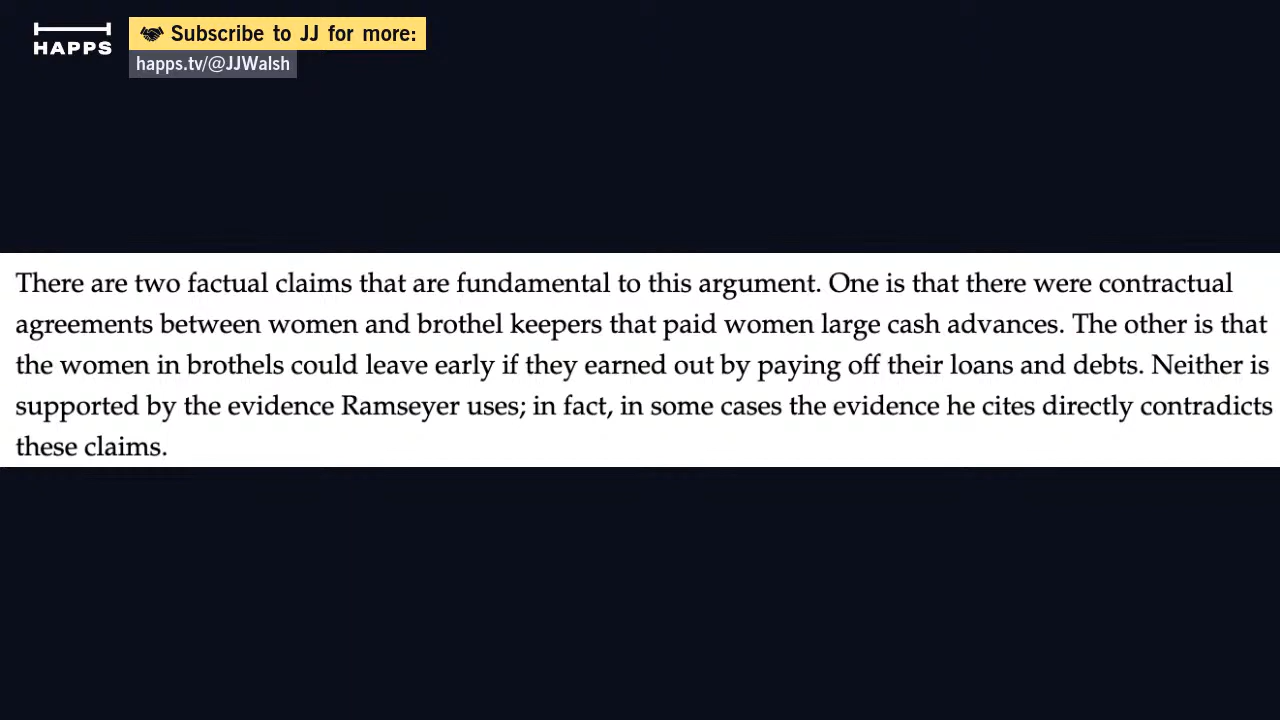 HAPPS
Subscribe to JJ for more:
happs.tv/@JJWalsh
There are two factual claims that are fundamental to this argument. One is that there were contractual
agreements between women and brothel keepers that paid women large cash advances. The other is that
the women in brothels could leave early if they earned out by paying off their loans and debts. Neither is
supported by the evidence Ramseyer uses; in fact, in some cases the evidence he cites directly contradicts
these claims.